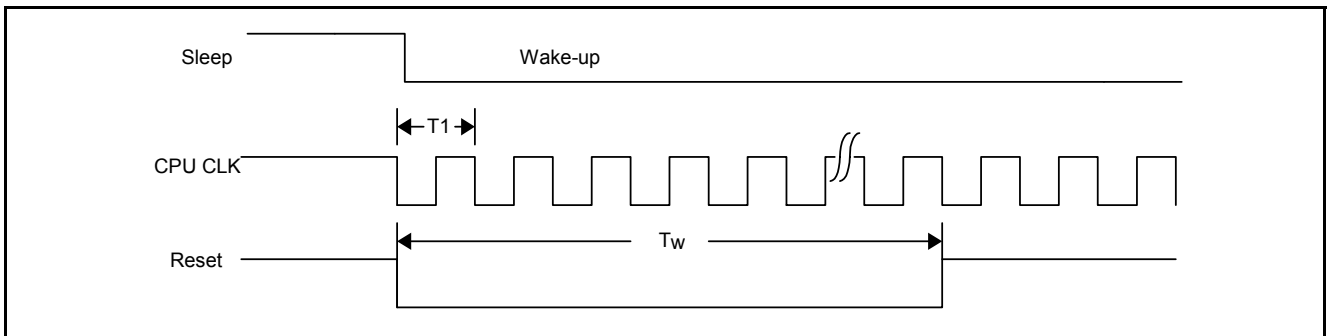 Sleep
Wake-up
T1
CPU CLK
Tw
Reset